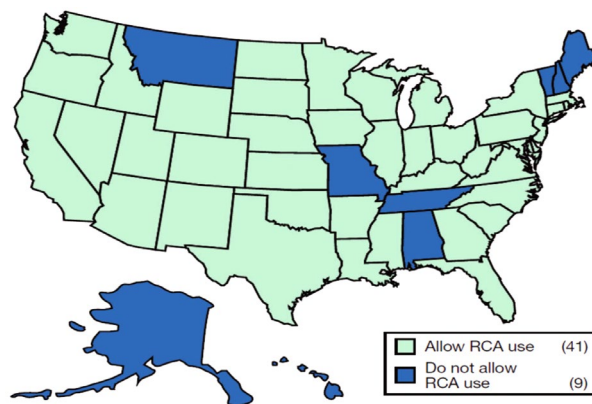 Allow RCA use (41)
Do not allow
RCA use (9)